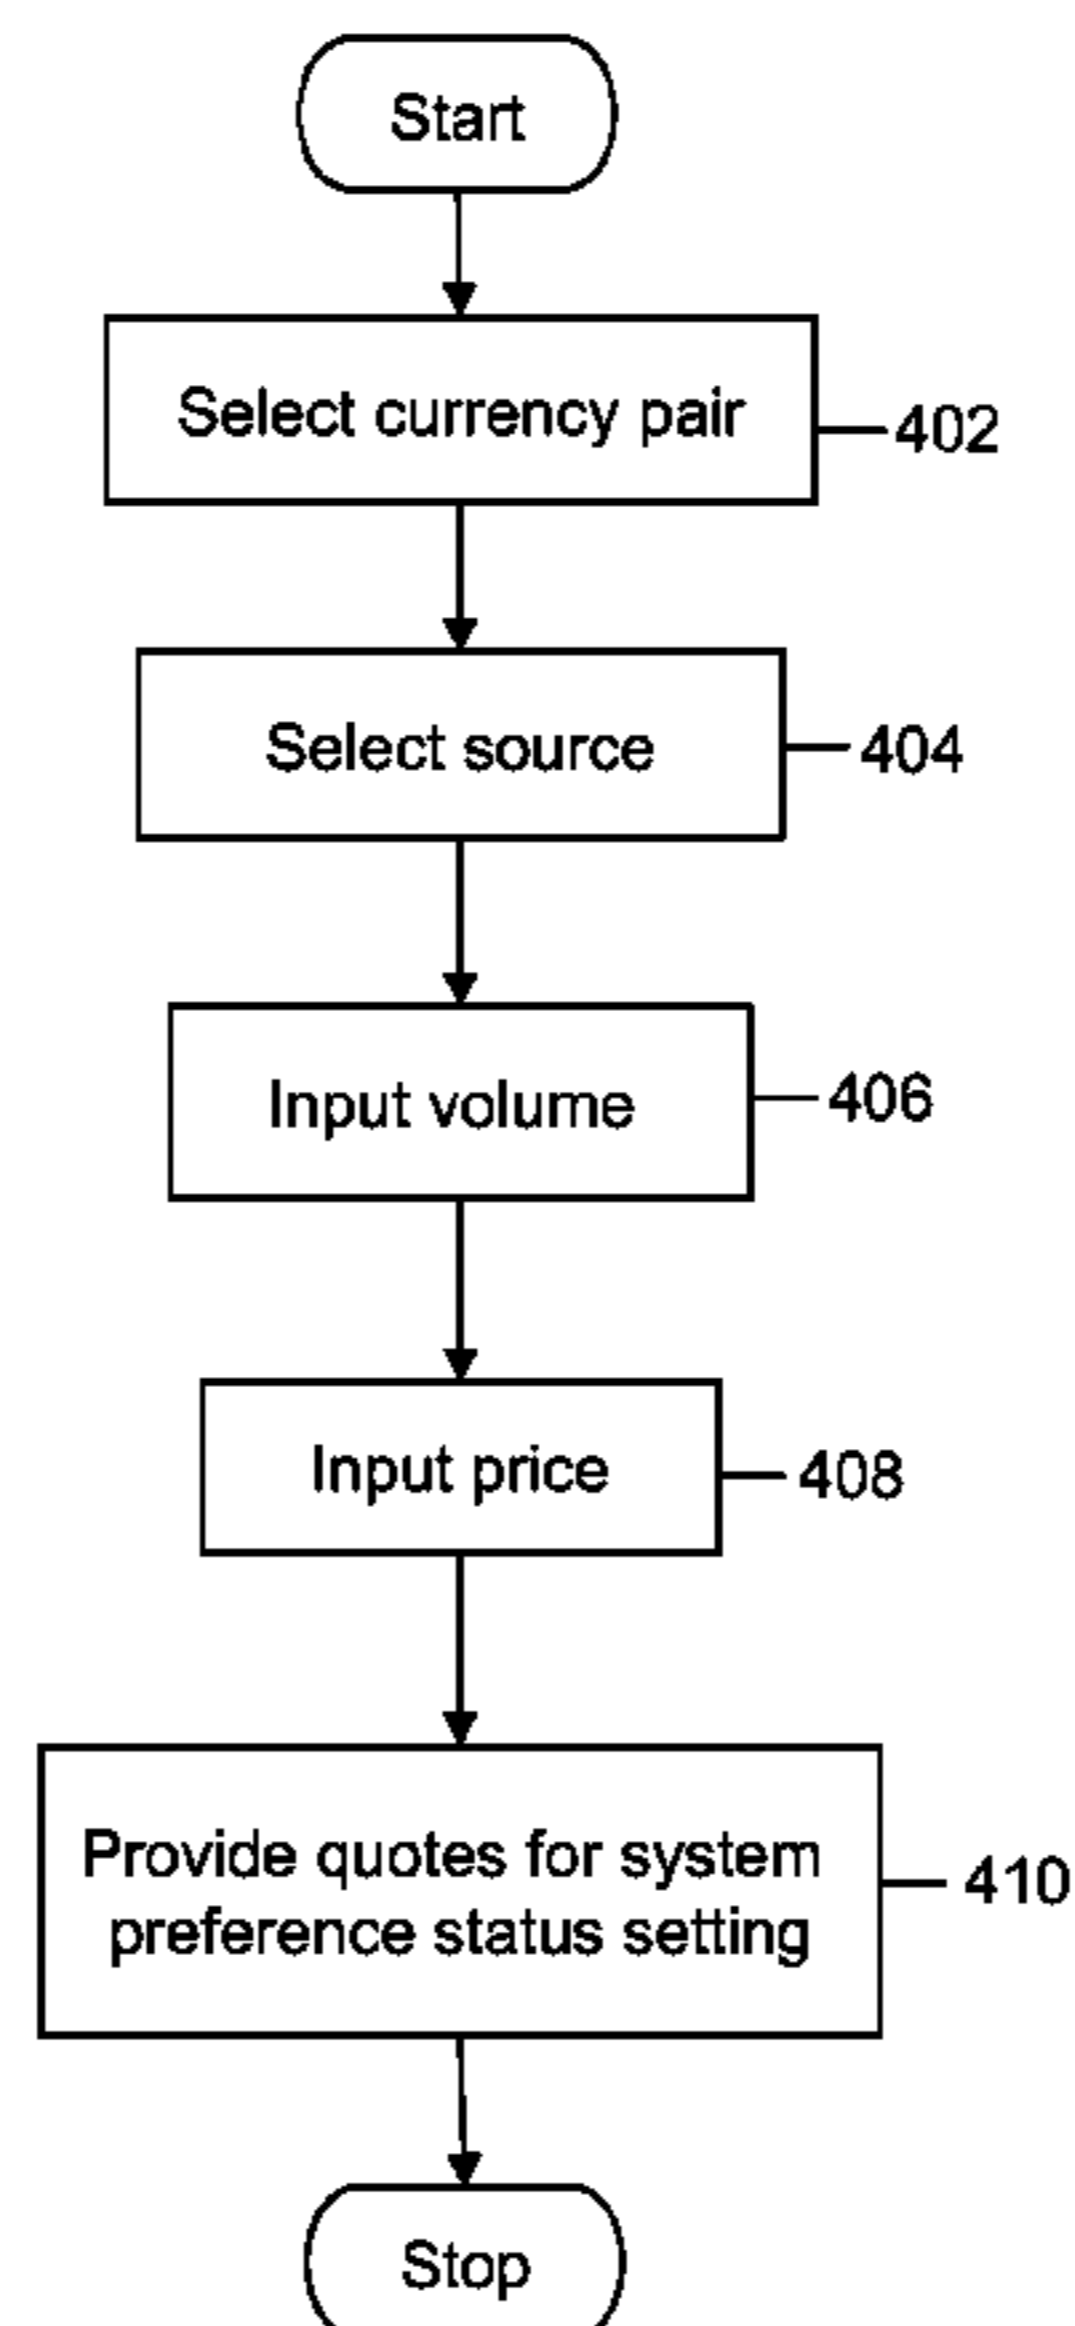 Start
Select currency pair
402
Select source
404
Input volume
406
Input price
408
Provide quotes for system
preference status setting
410
Stop